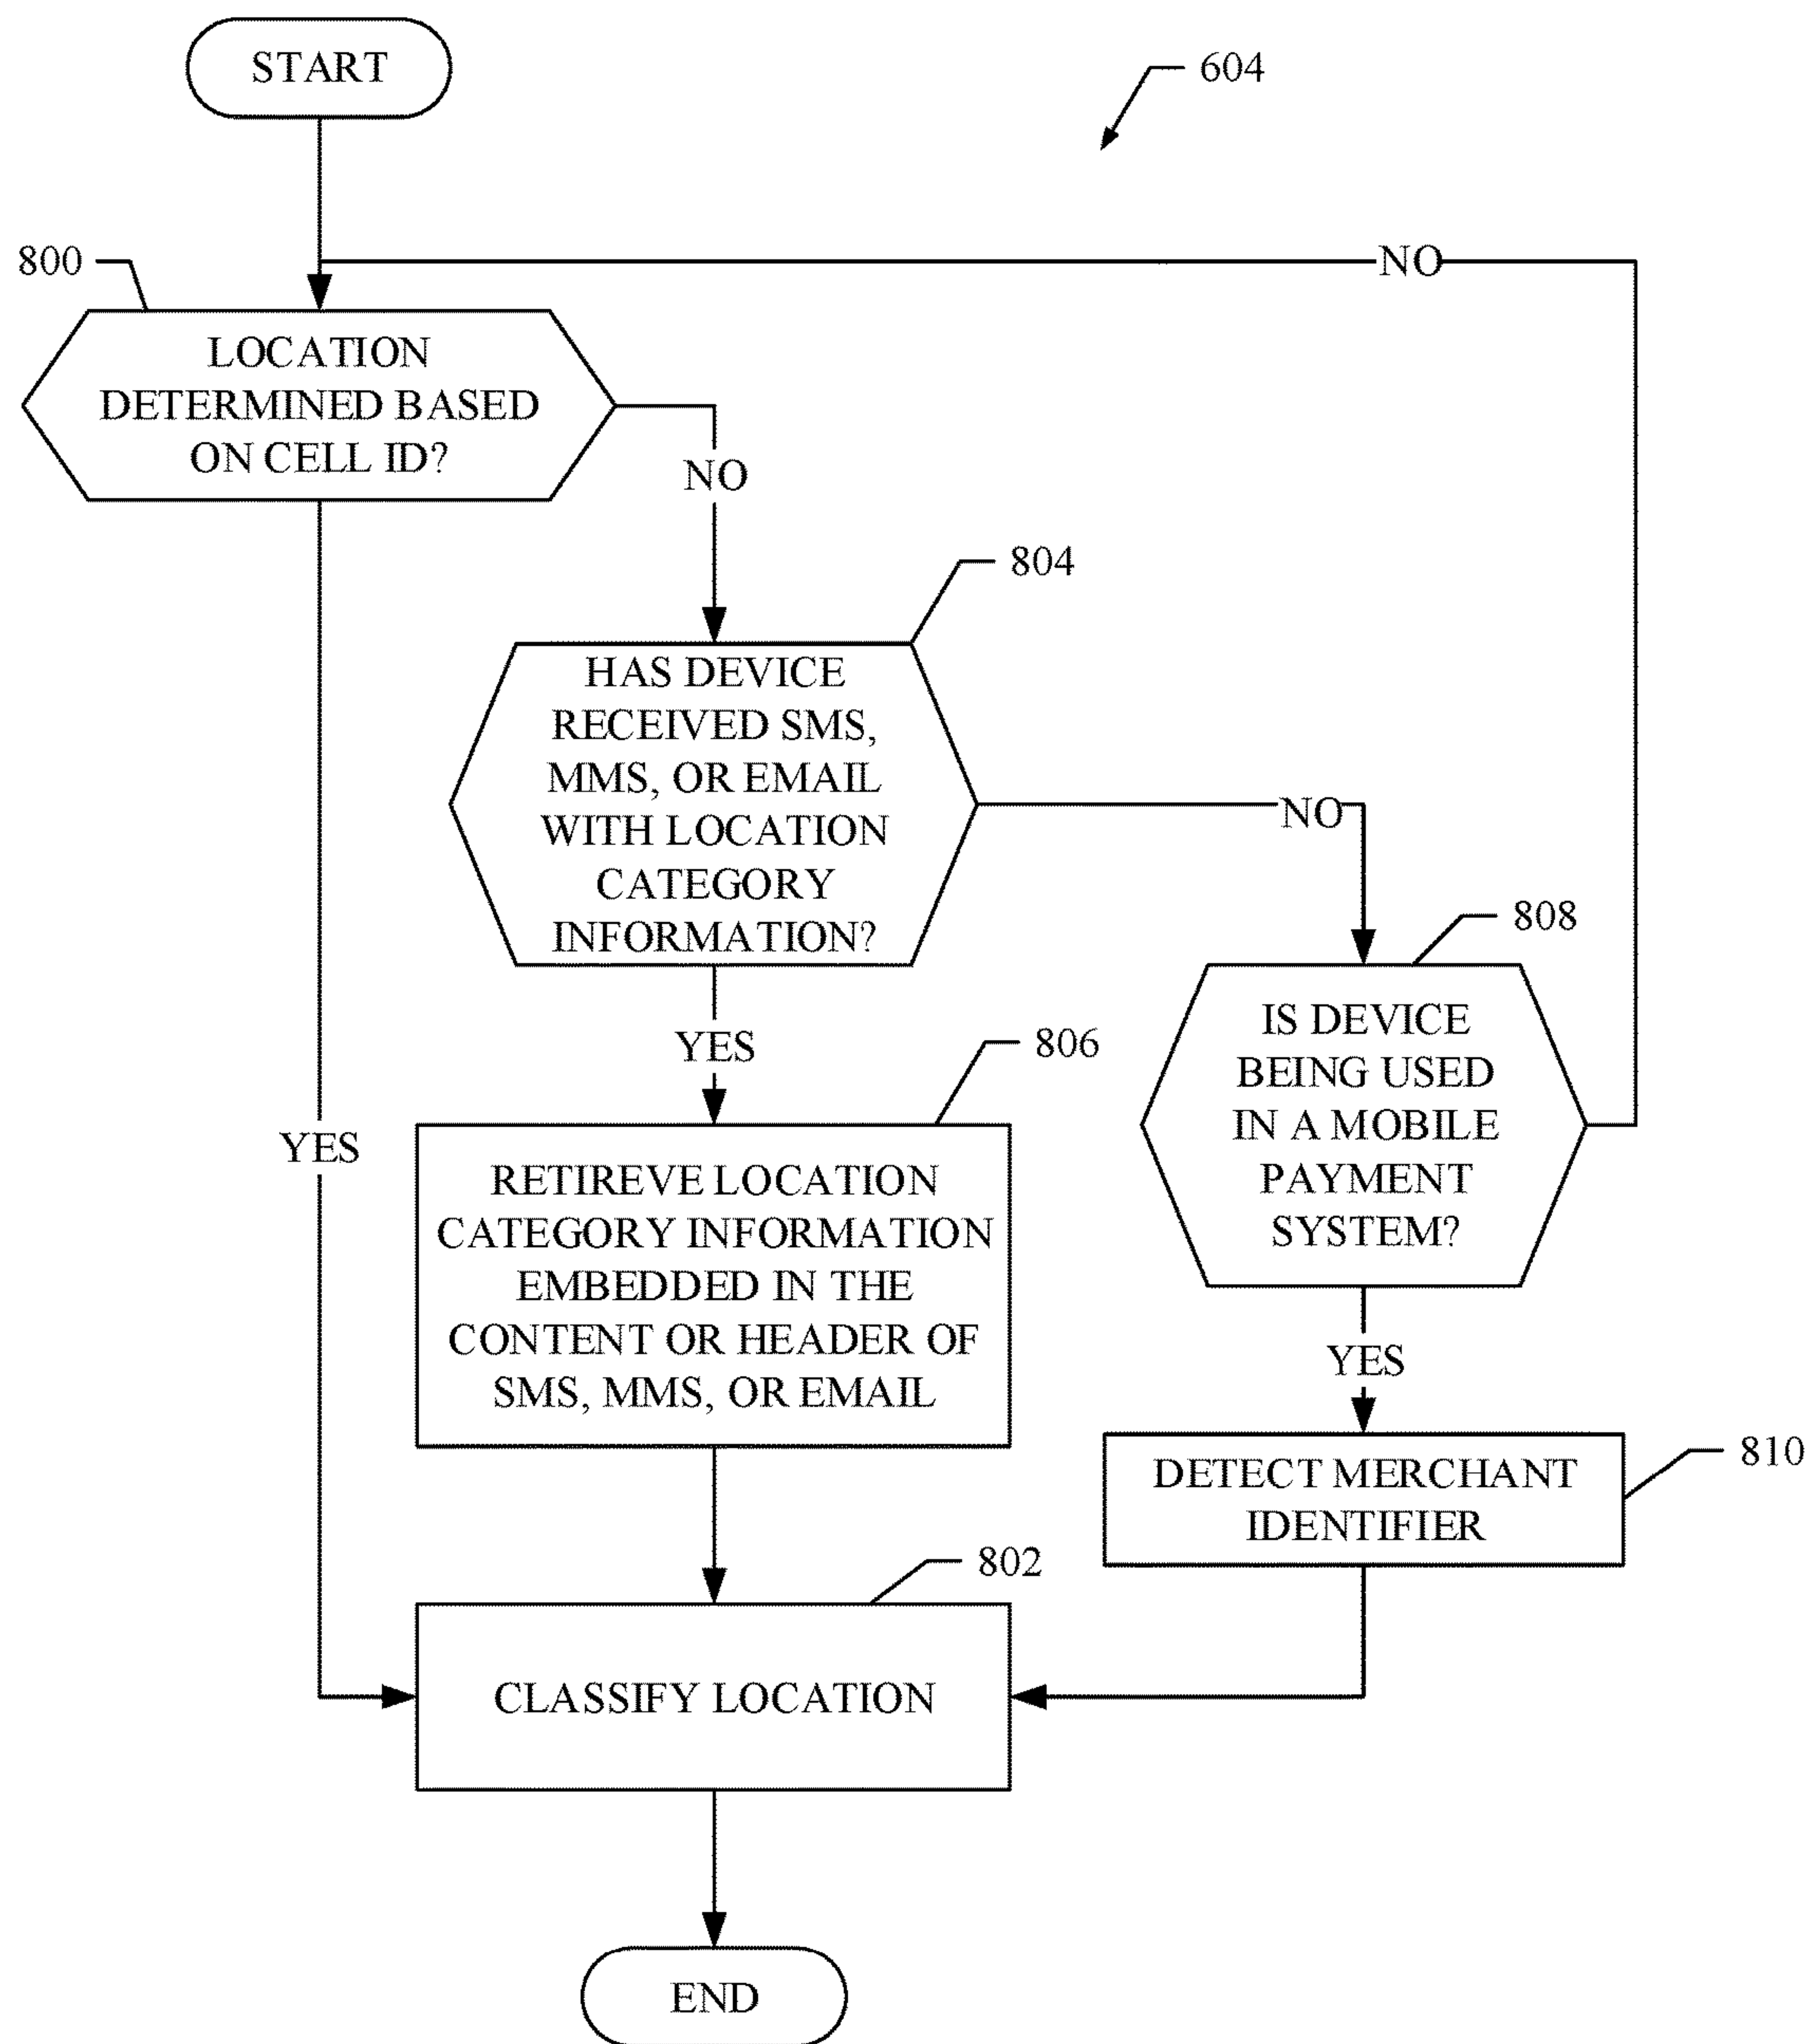 START
604
NO
800
LOCATION
DETERMINED BASED
ON CELL ID?
NO
804
HAS DEVICE
RECEIVED SMS,
MMS, OR EMAIL
WITH LOCATION
CATEGORY
INFORMATION?
NO
808
IS DEVICE
BEING USED
IN A MOBILE
PAYMENT
SYSTEM?
YES
806
YES
RETIREVE LOCATION
CATEGORY INFORMATION
EMBEDDED IN THE
CONTENT OR HEADER OF
SMS, MMS, OR EMAIL
YES
810
DETECT MERCHANT
IDENTIFIER
802
CLASSIFY LOCATION
END